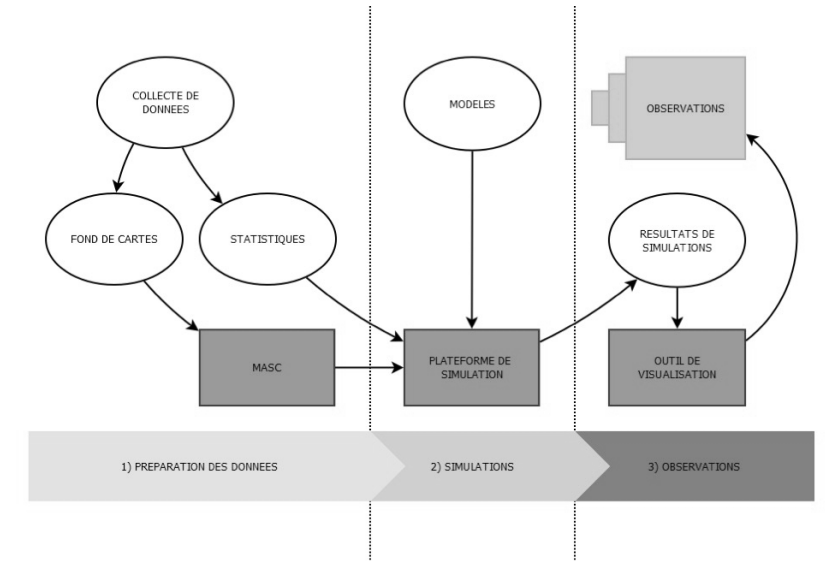 COLLECTE DE
DONNEES
MODELES
OBSERVATIONS
FOND DE CARTES
STATISTIQUES
RESULTATS DE
SIMULATIONS
MASC
PLATEFORME DE
SIMULATION
OUTIL DE
VISUALISATION
1) PREPARATION DES DONNEES
2) SIMULATIONS
3) OBSERVATIONS